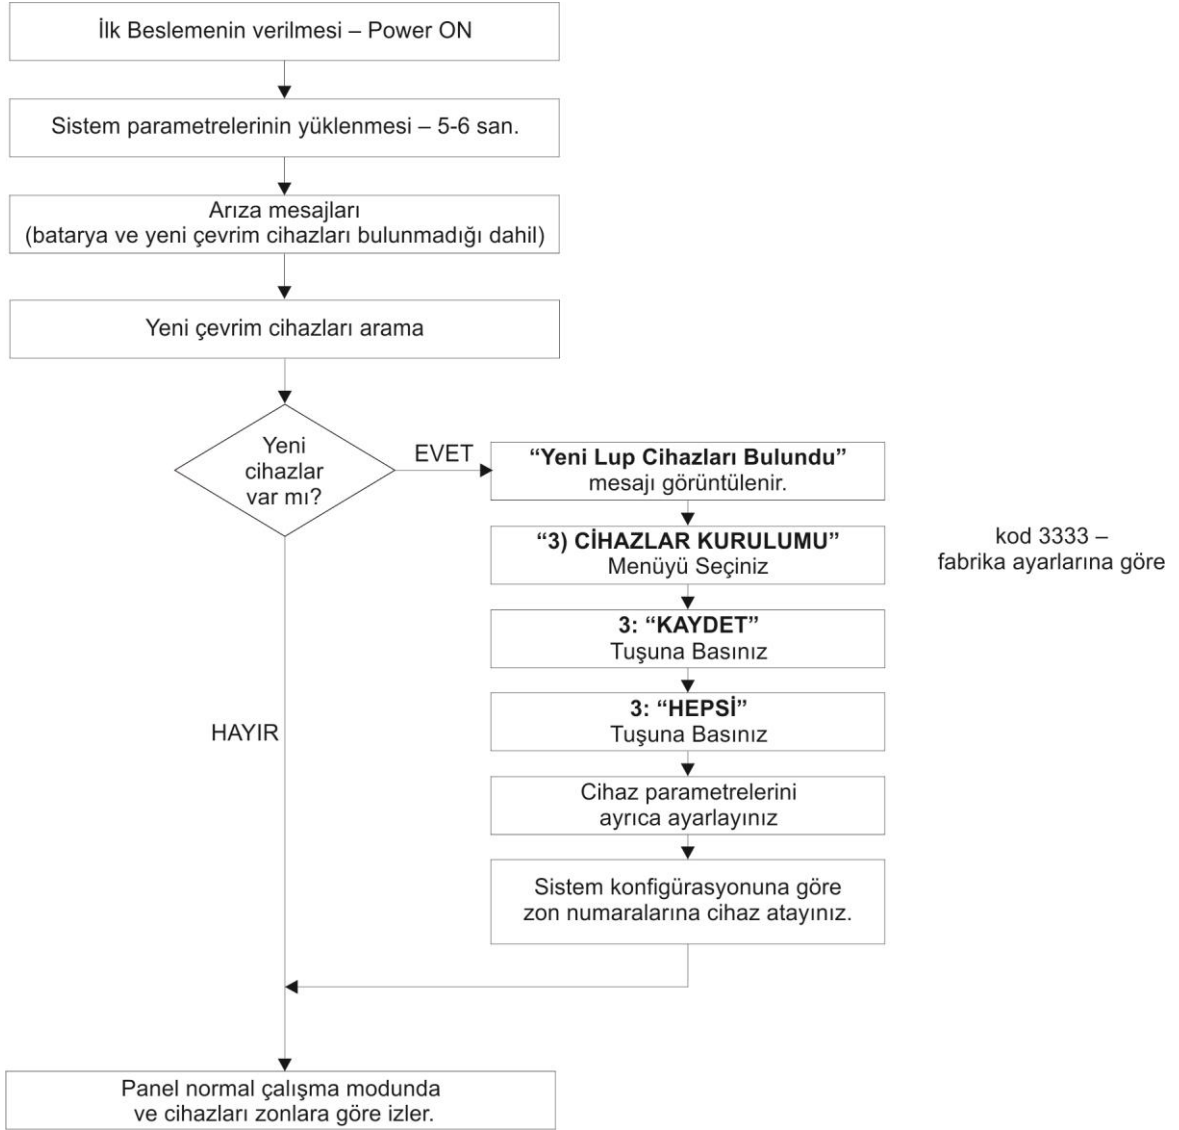 İlk Beslemenin verilmesi – Power ON
Sistem parametrelerinin yüklenmesi – 5-6 san.
Arıza mesajları
(batarya ve yeni çevrim cihazları bulunmadığı dahil)
Yeni çevrim cihazları arama
Yeni
cihazlar
var mı?
EVET
“Yeni Lup Cihazları Bulundu”
mesajı görüntülenir.
“3) CİHAZLAR KURULUMU”
Menüyü Seçiniz
kod 3333 –
fabrika ayarlarına göre
3: “KAYDET”
Tuşuna Basınız
3: “HEPSİ”
Tuşuna Basınız
HAYIR
Cihaz parametrelerini
ayrıca ayarlayınız
Sistem konfigürasyonuna göre
zon numaralarına cihaz atayınız.
Panel normal çalışma modunda
ve cihazları zonlara göre izler.